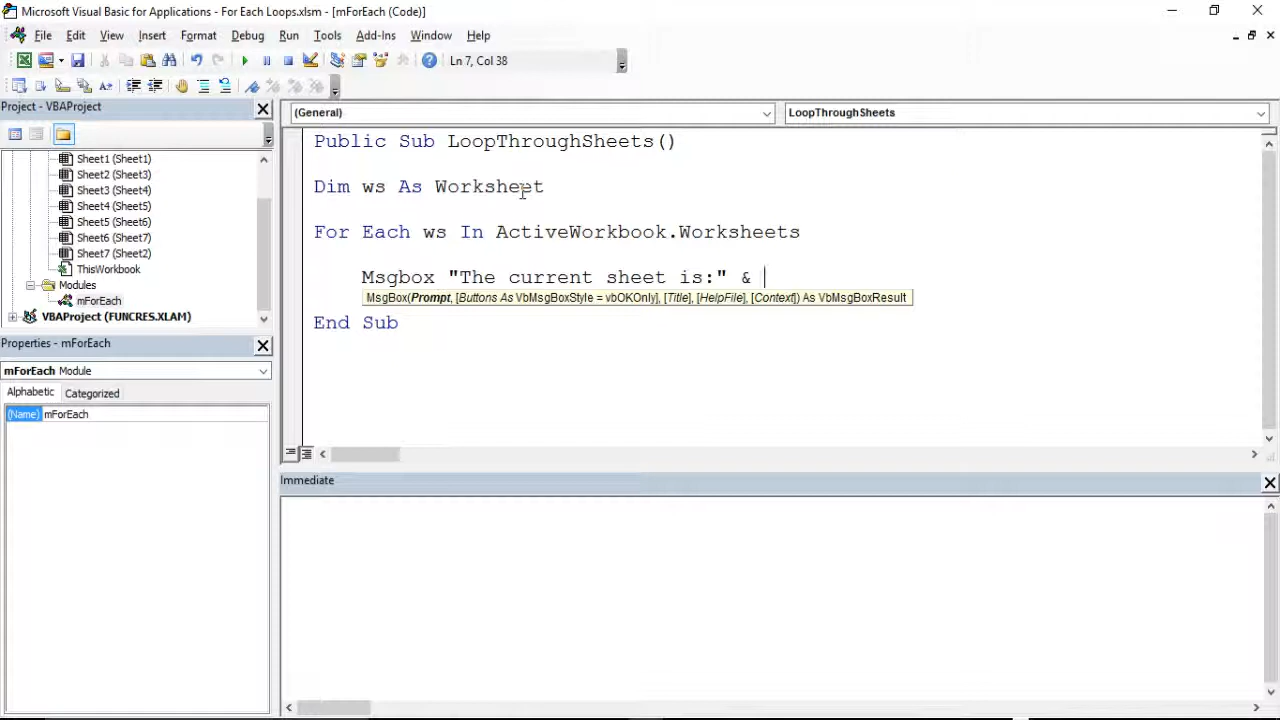 Microsoft Visual Basic for Applications - For Each Loops.xlsm - [mForEach (Code)]
File Edit View Insert Format Debug Run Tools Add-Ins Window Help
Ln 7, Col 38
Project - VBAProject
(General)
LoopThroughSheets
Sheet1 (Sheet1)
Sheet2 (Sheet3)
Sheet3 (Sheet4)
Sheet4 (Sheet5)
Sheet5 (Sheet6)
Sheet6 (Sheet7)
Sheet7 (Sheet2)
ThisWorkbook
Modules
mForEach
VBAProject (FUNCRES.XLAM)
Properties - mForEach
mForEach Module
Alphabetic Categorized
(Name) mForEach
Public Sub LoopThroughSheets()
Dim ws As Worksheet
For Each ws In ActiveWorkbook.Worksheets
Msgbox "The current sheet is:" &
MsgBox(Prompt, [Buttons As VbMsgBoxStyle = vbOKOnly], [Title], [HelpFile], [Context]) As VbMsgBoxResult
End Sub
Immediate